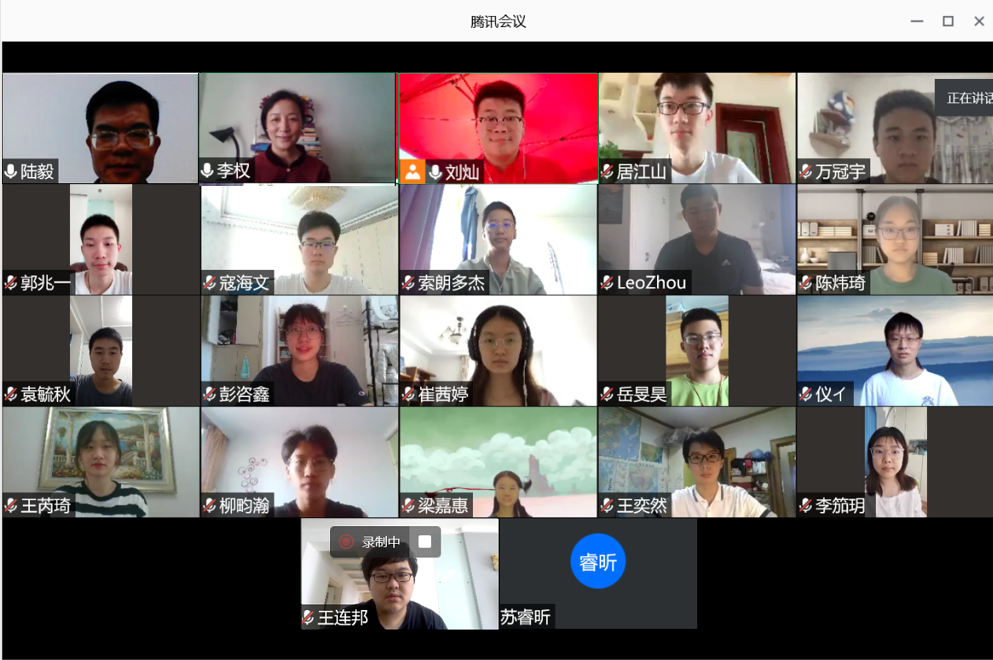 腾讯会议
正在讲话
陆毅
李权
刘灿
居江山
万冠宇
郭兆一
寇海文
索朗多杰
LeoZhou
陈炜琦
袁毓秋
彭咨鑫
崔茜婷
岳旻昊
仪イ
王芮琦
柳畇瀚
梁嘉惠
王奕然
李笳玥
录制中
睿昕
王连邦
苏睿昕